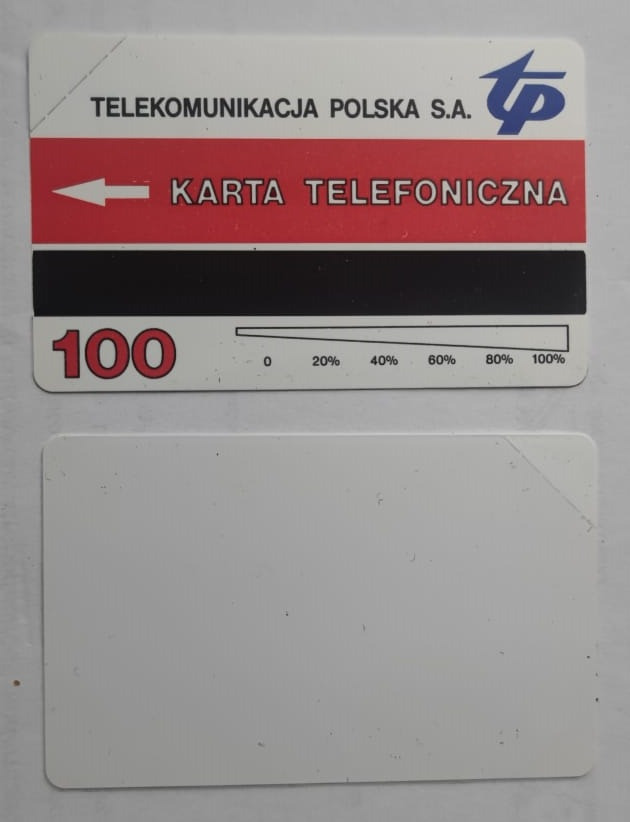 TELEKOMUNIKACJA POLSKA S.A. tp
KARTA TELEFONICZNA
100
0 20% 40% 60% 80% 100%